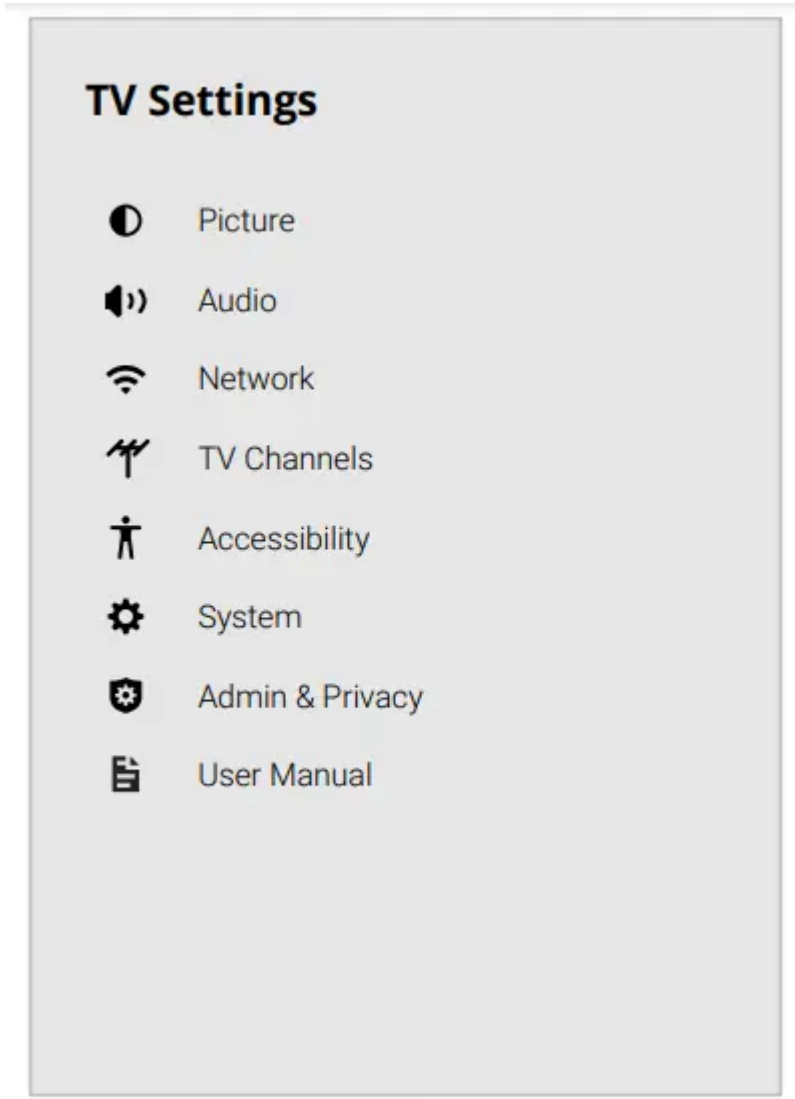 TV Settings
Picture
Audio
Network
TV Channels
Accessibility
System
Admin & Privacy
User Manual